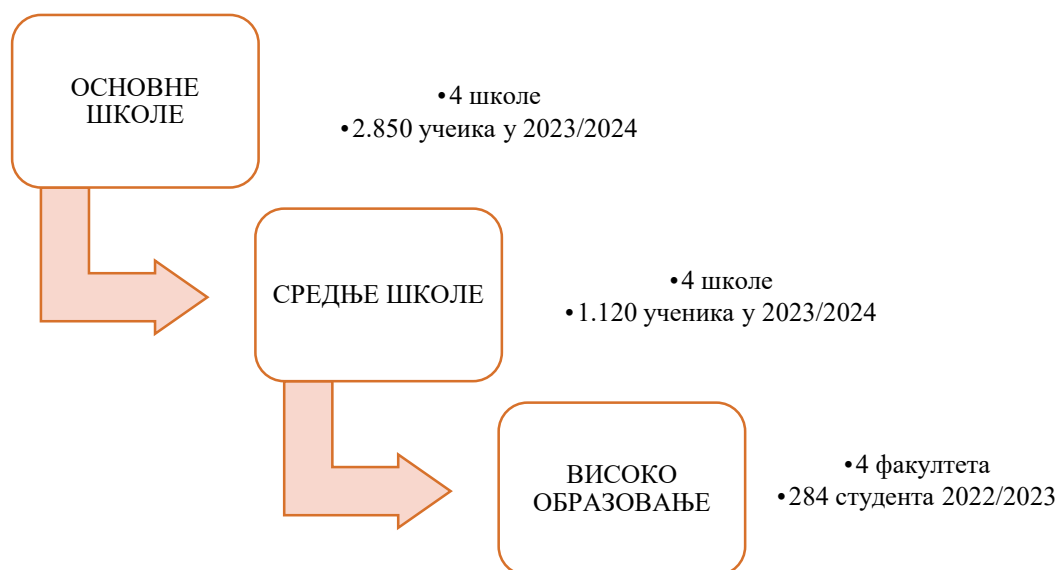 ОСНОВНЕ
ШКОЛЕ
•4 школе
•2.850 учеика у 2023/2024
СРЕДЊЕ ШКОЛЕ
•4 школе
•1.120 ученика у 2023/2024
ВИСОКО
ОБРАЗОВАЊЕ
•4 факултета
•284 студента 2022/2023